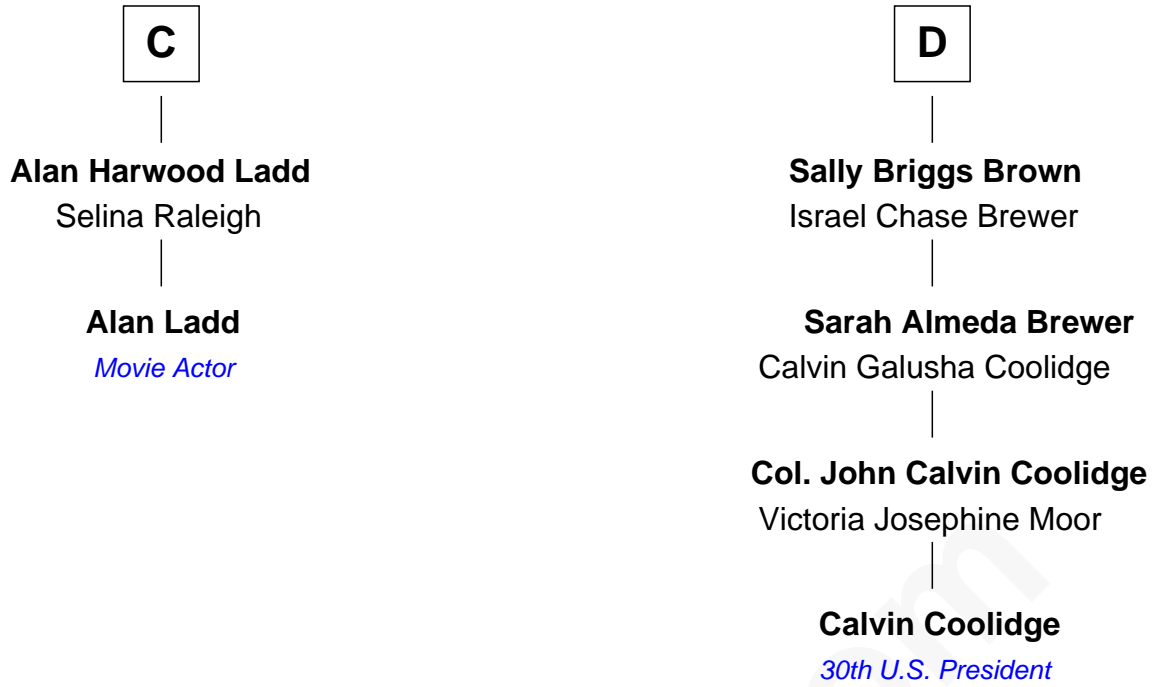 C
Alan Harwood Ladd
Selina Raleigh
Alan Ladd
Movie Actor
D
Sally Briggs Brown
Israel Chase Brewer
Sarah Almeda Brewer
Calvin Galusha Coolidge
Col. John Calvin Coolidge
Victoria Josephine Moor
Calvin Coolidge
30th U.S. President